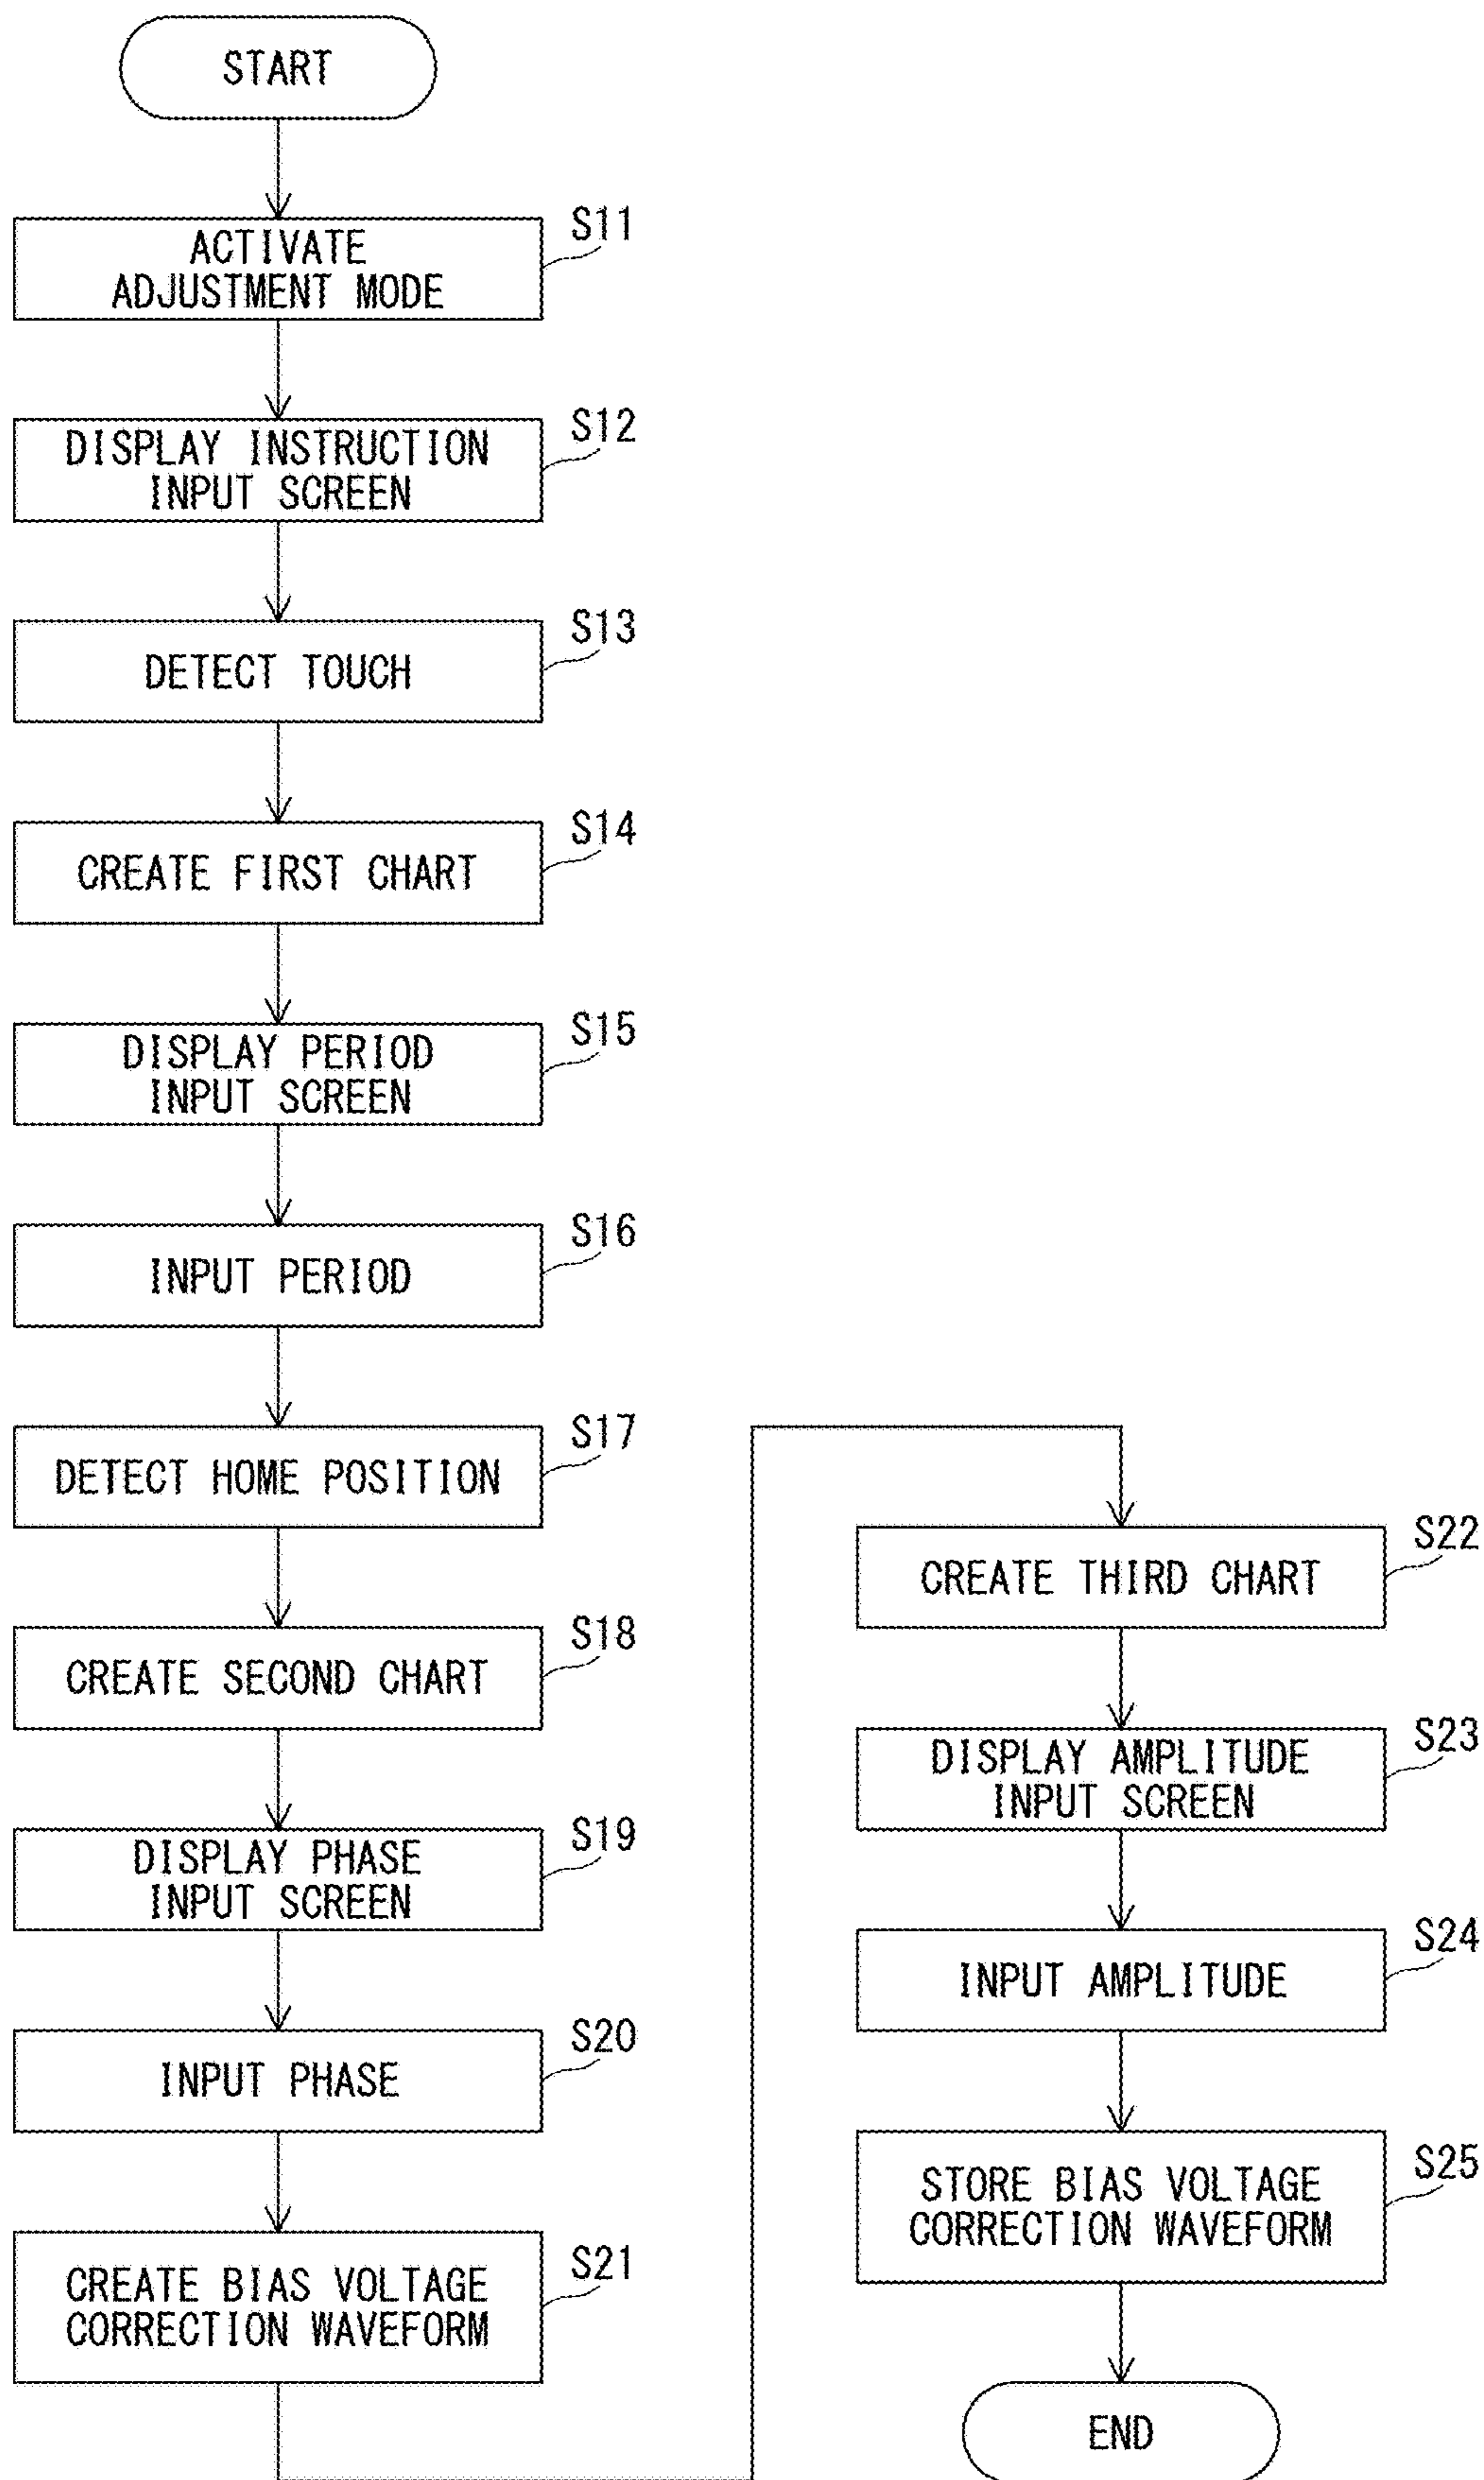 START
S11
ACTIVATE
ADJUSTMENT MODE
S12
DISPLAY INSTRUCTION
INPUT SCREEN
S13
DETECT TOUCH
S14
CREATE FIRST CHART
S15
DISPLAY PERIOD
INPUT SCREEN
S16
INPUT PERIOD
S17
DETECT HOME POSITION
S18
CREATE SECOND CHART
S19
DISPLAY PHASE
INPUT SCREEN
S20
INPUT PHASE
S21
CREATE BIAS VOLTAGE
CORRECTION WAVEFORM
S22
CREATE THIRD CHART
S23
DISPLAY AMPLITUDE
INPUT SCREEN
S24
INPUT AMPLITUDE
S25
STORE BIAS VOLTAGE
CORRECTION WAVEFORM
END